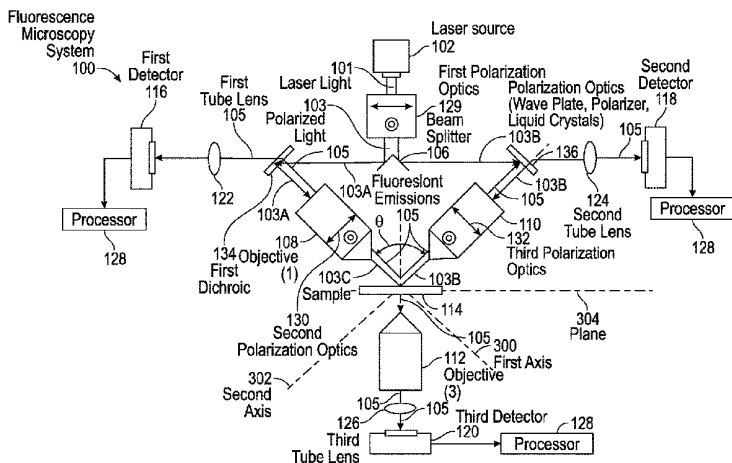 Fluorescence
Microscopy
System
100
First
Detector
116
First
Tube Lens
105
Polarized
Light
105
Laser source
102
101
Laser Light
103
First Polarization
Optics
129
Beam
Splitter
106
Polarization Optics
(Wave Plate, Polarizer,
Liquid Crystals)
103B
136
Second
Detector
118
105
122
103A
Fluoreslont
Emissions
103B
105
124
Second
Tube Lens
Processor
128
Processor
128
103A
134
First
Dichroic
108
Objective
(1)
θ
105
110
132
Third Polarization
Optics
103C
103B
Sample
114
130
Second
Polarization Optics
105
304
Plane
300
First Axis
302
Second
Axis
112
Objective
(3)
105
126
105
Third
Tube Lens
Third Detector
120
128
Processor